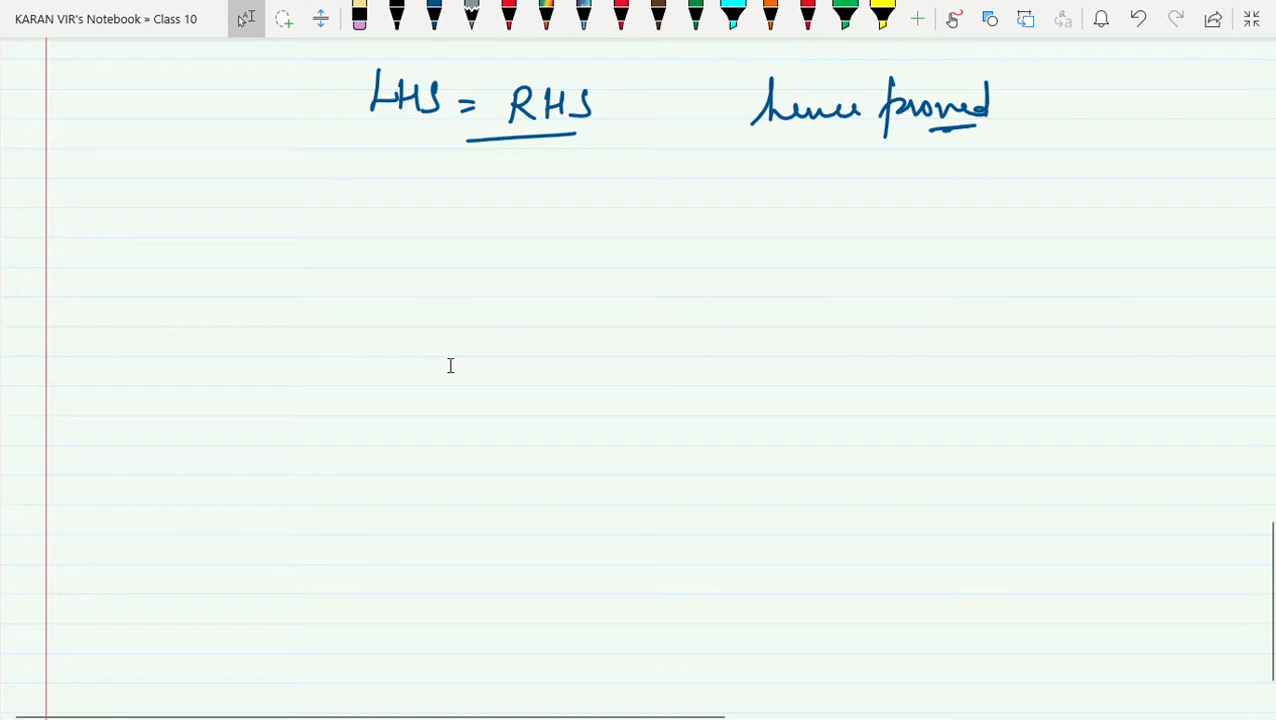 KARAN VIR's Notebook » Class 10
LHS = RHS hence proved